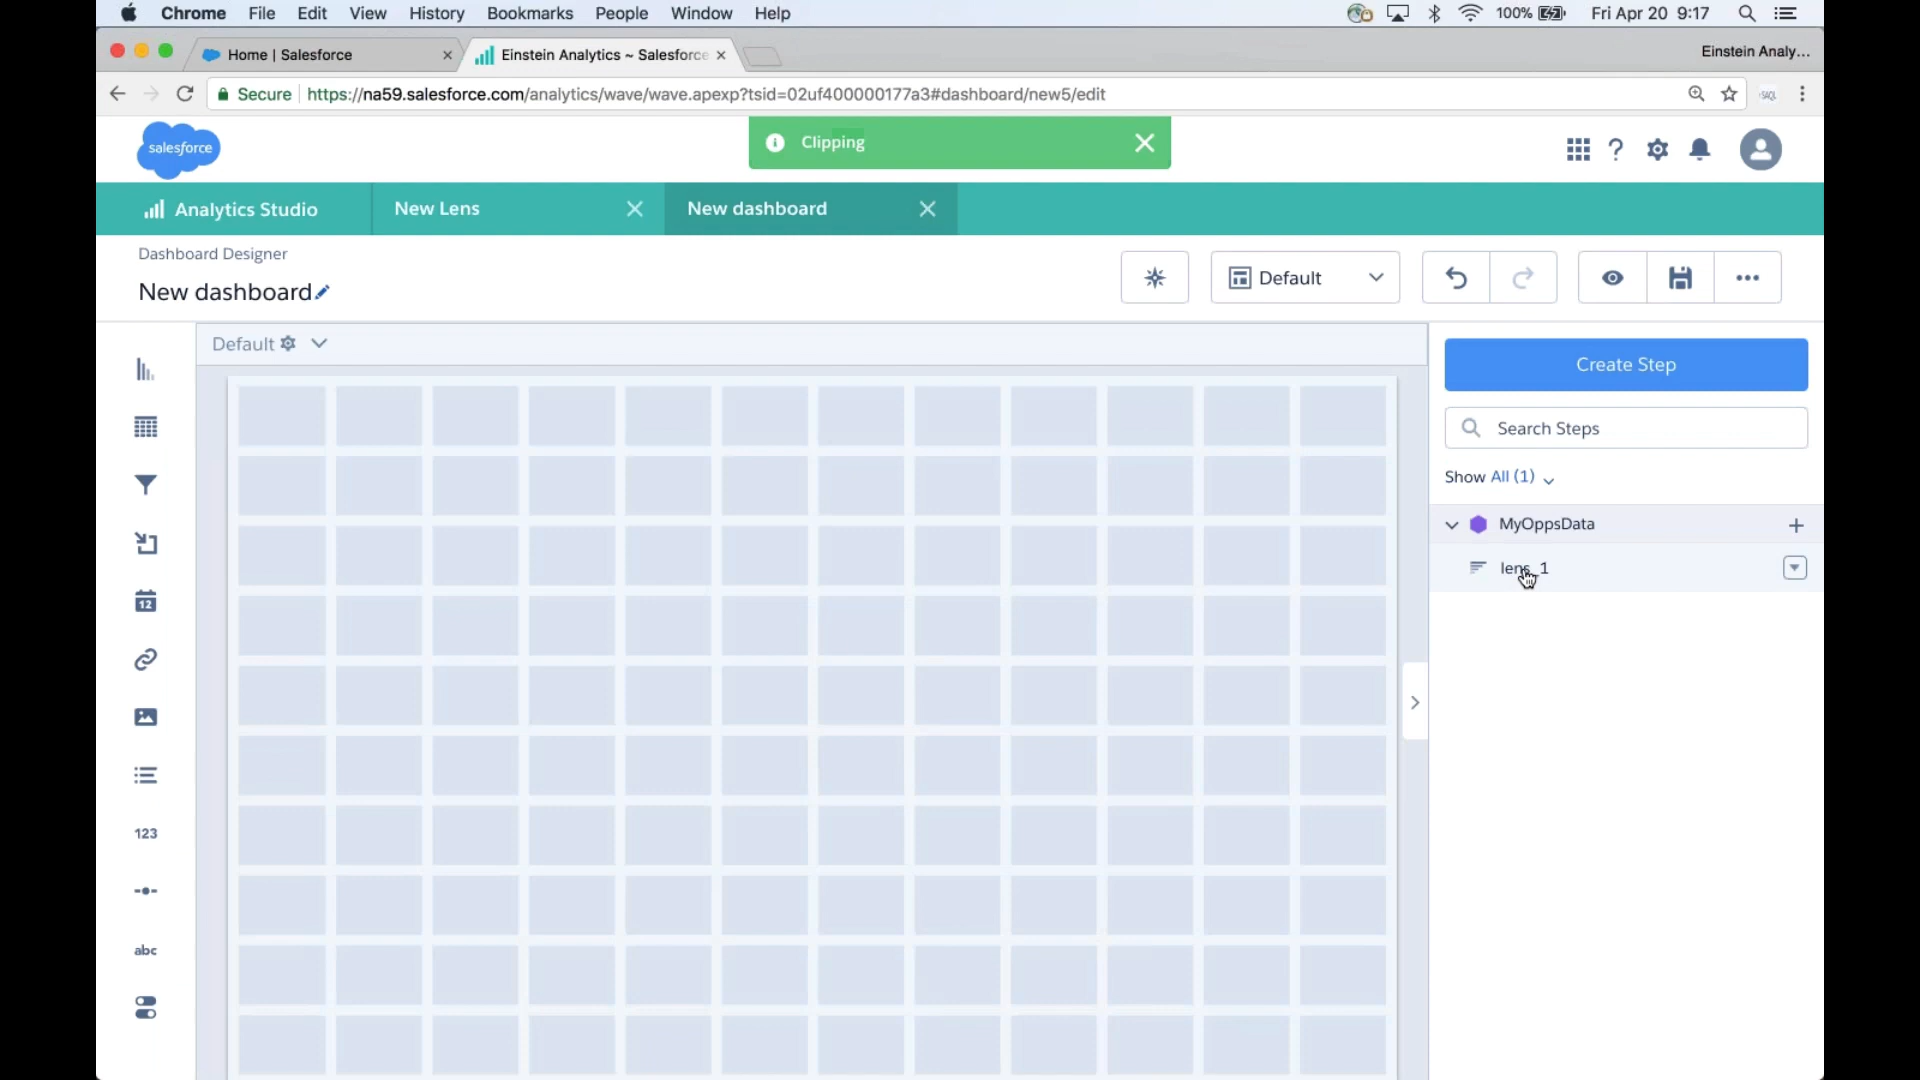 Chrome File Edit View History Bookmarks People Window Help 100% Fri Apr 20 9:17
Home | Salesforce Einstein Analytics ~ Salesforce Einstein Analy...
Secure https://na59.salesforce.com/analytics/wave/wave.apexp?tsid=02uf400000177a3#dashboard/new5/edit SAQL
salesforce Clipping ?
Analytics Studio New Lens New dashboard
Dashboard Designer
New dashboard Default
Default
Create Step
Search Steps
Show All (1)
MyOppsData
lens_1
12
123
abc